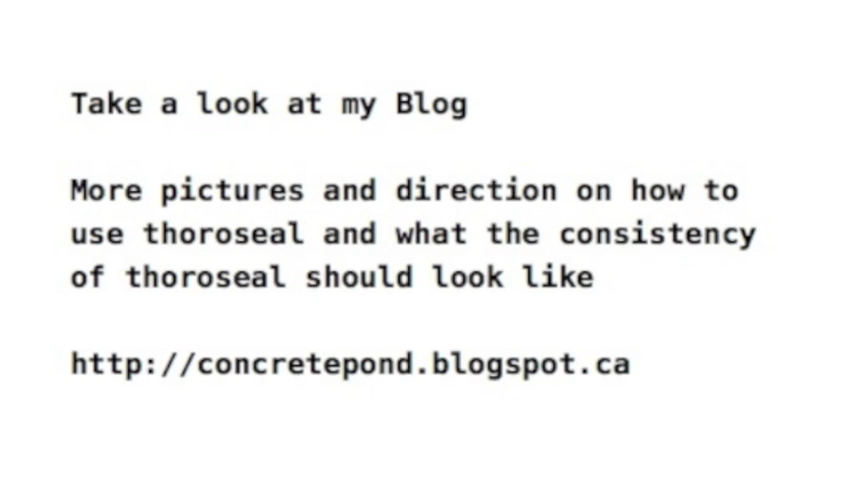 Take a look at my Blog
More pictures and direction on how to
use thoroseal and what the consistency
of thoroseal should look like
http://concretepond.blogspot.ca